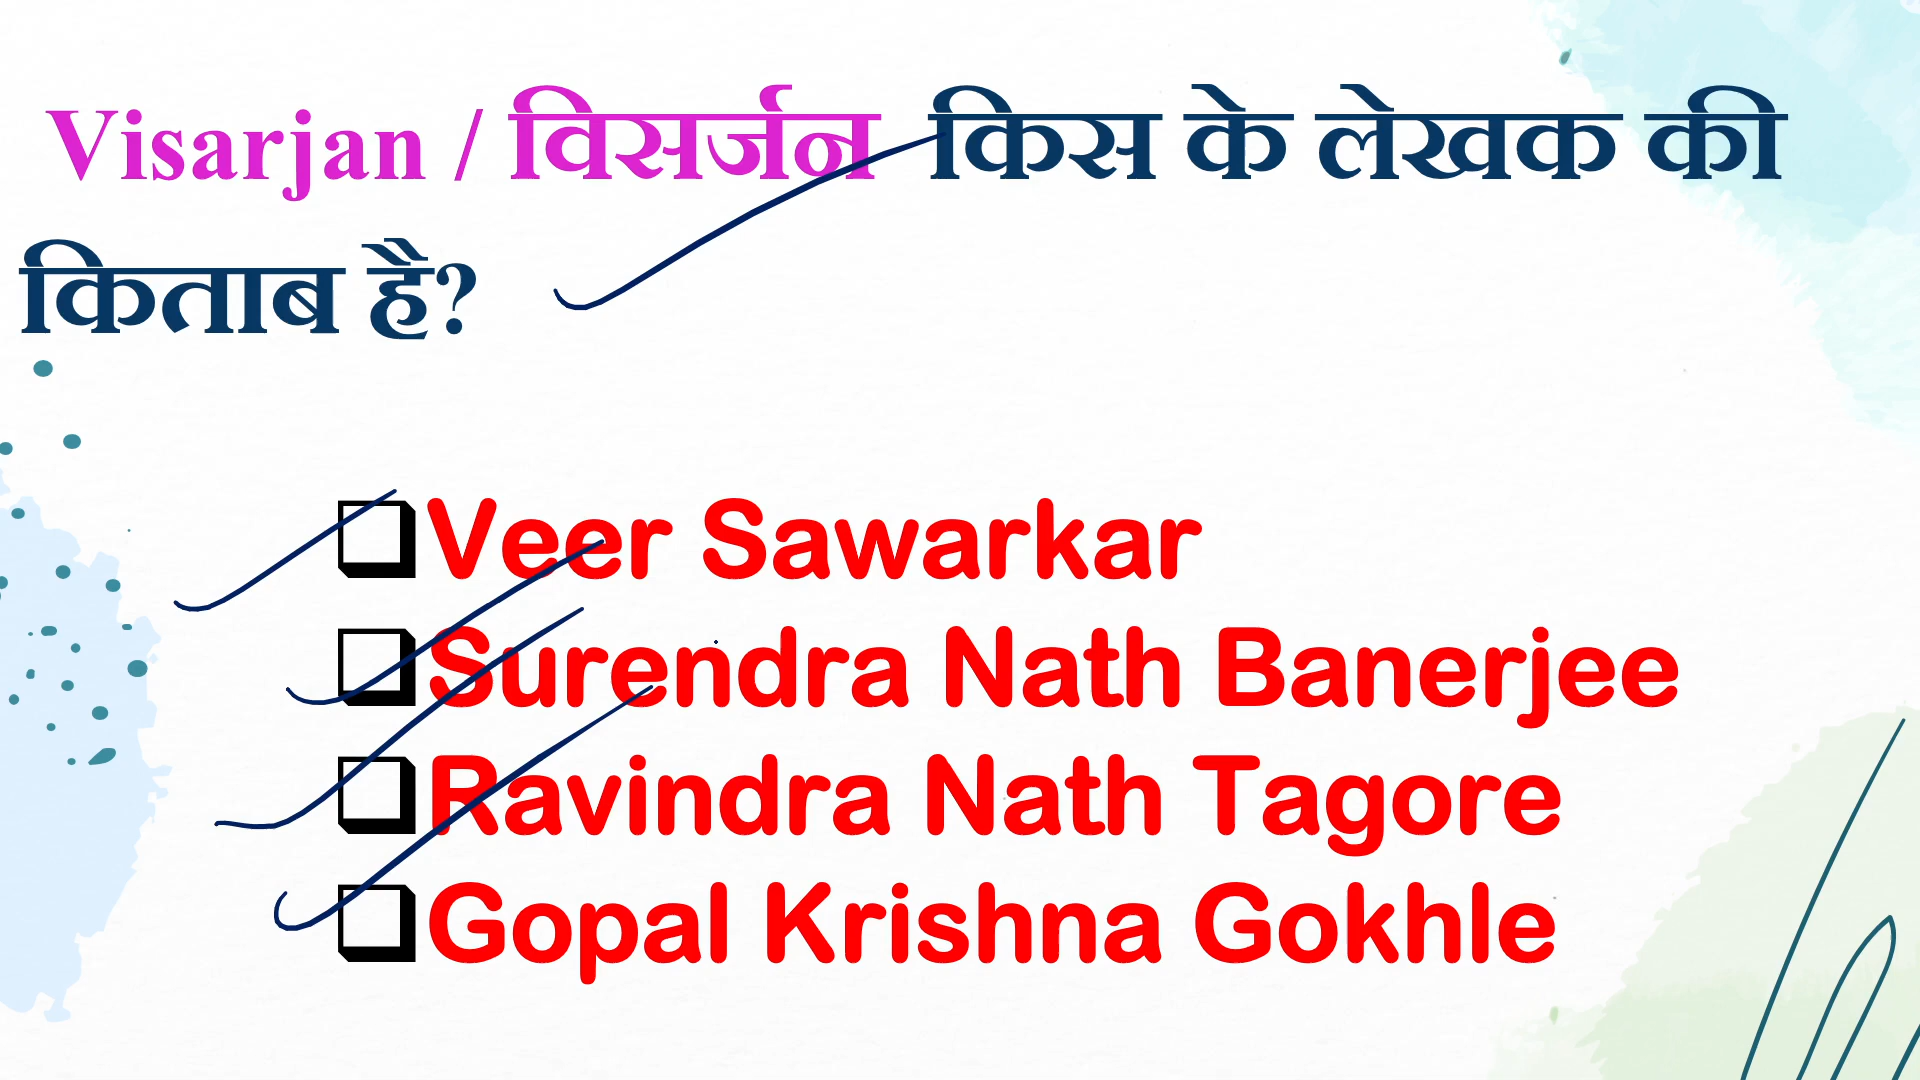 Visarjan / विसर्जन किस के लेखक की
किताब है?
Veer Sawarkar
Surendra Nath Banerjee
Ravindra Nath Tagore
Gopal Krishna Gokhle